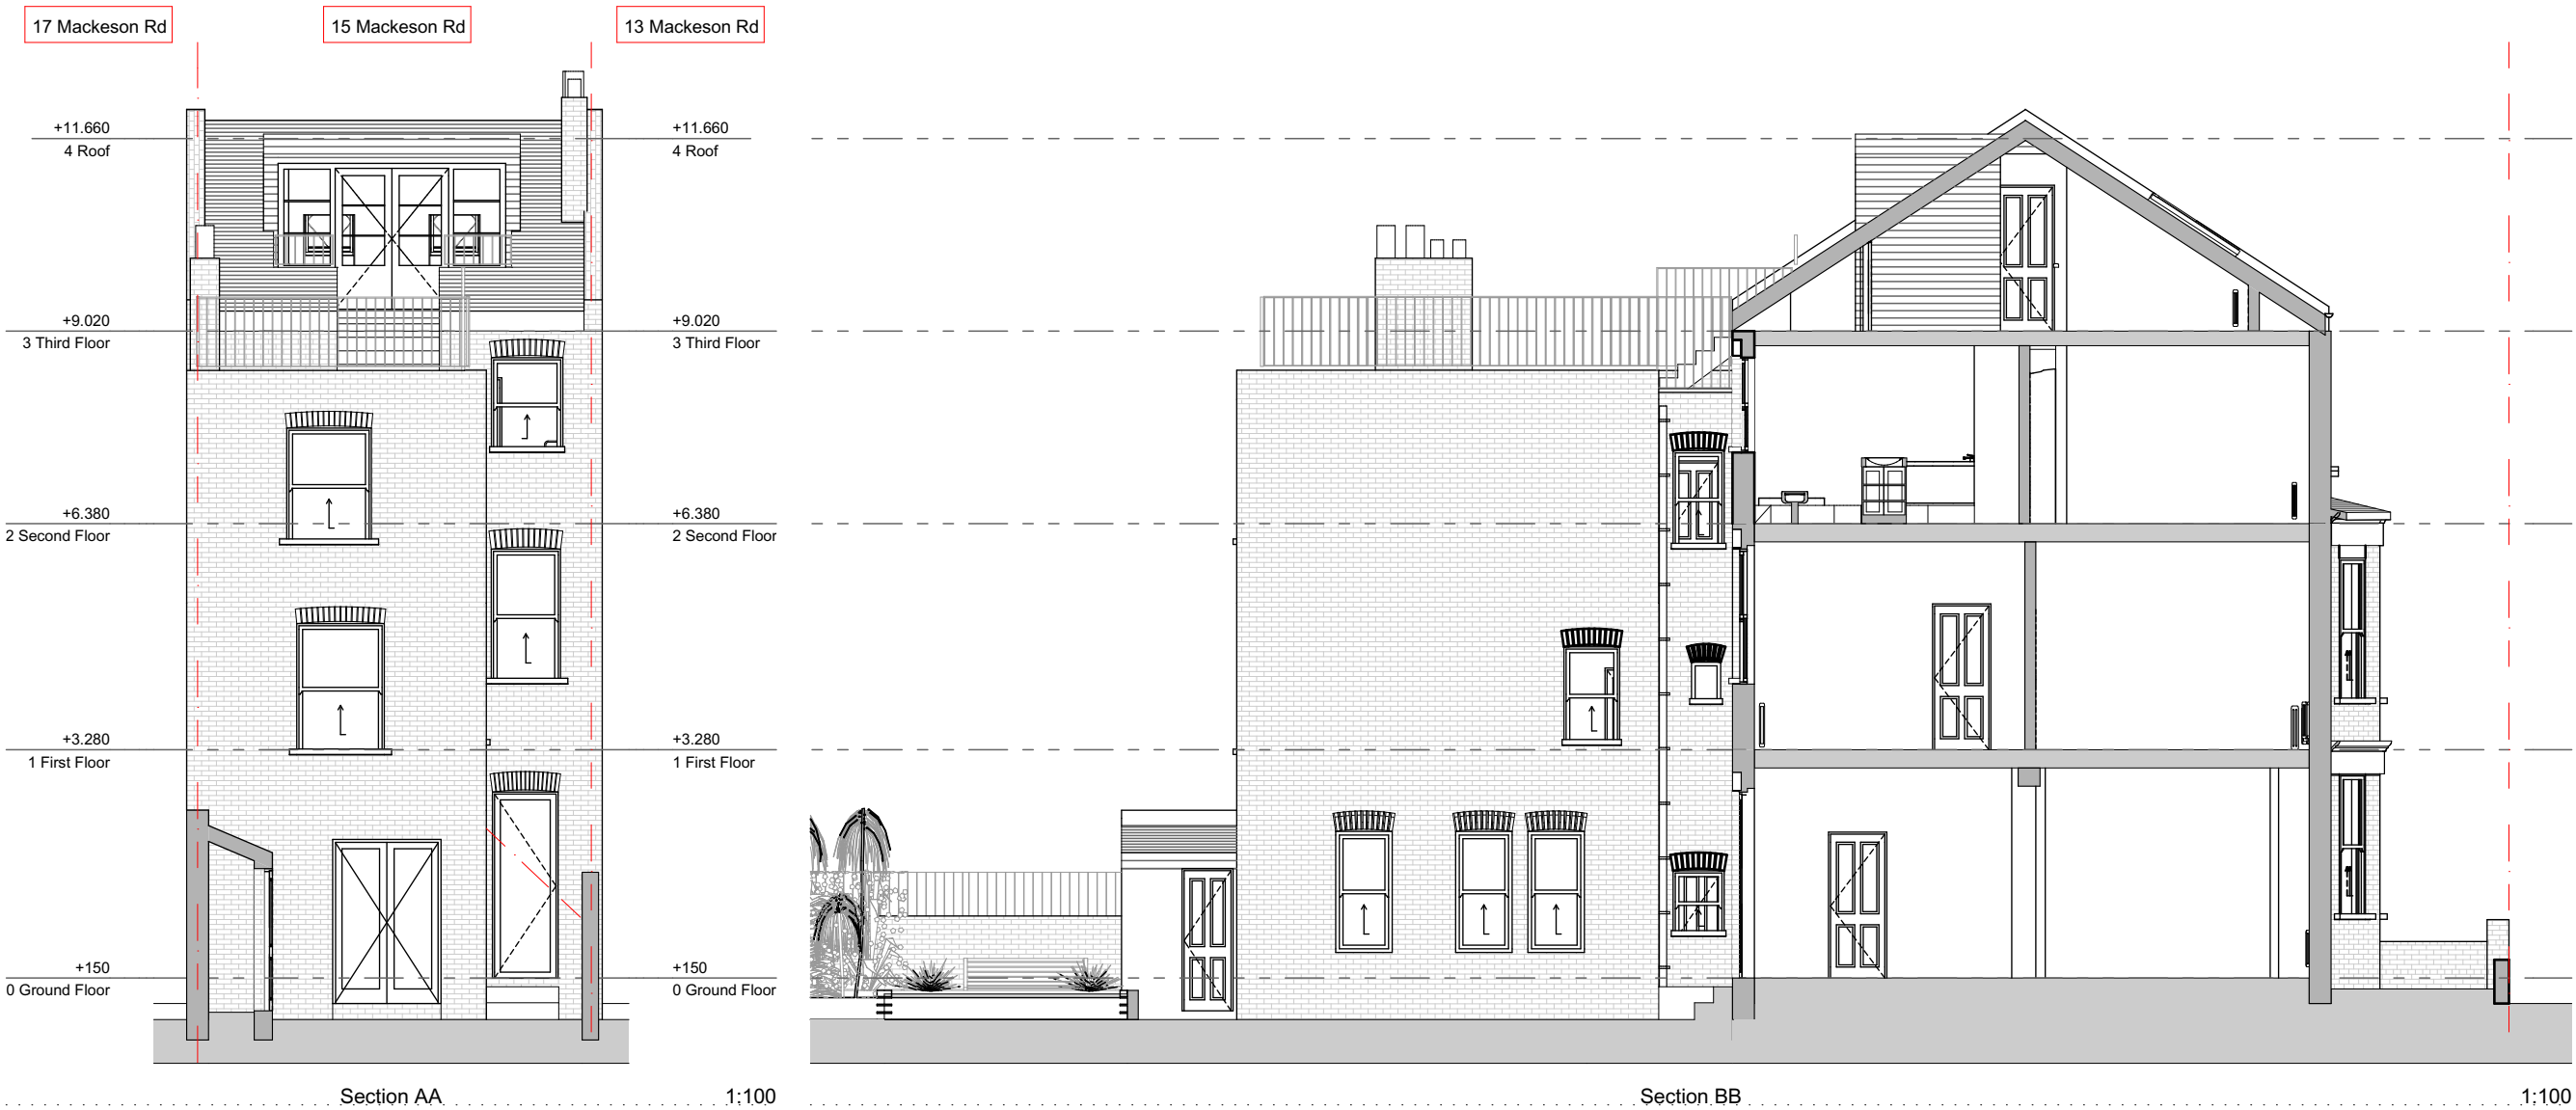 17 Mackeson Rd
15 Mackeson Rd
13 Mackeson Rd
+11.660
4 Roof
+11.660
4 Roof
+9.020
3 Third Floor
+9.020
3 Third Floor
+6.380
2 Second Floor
+6.380
2 Second Floor
+3.280
1 First Floor
+3.280
1 First Floor
+150
0 Ground Floor
+150
0 Ground Floor
Section AA
1:100
Section BB
1:100